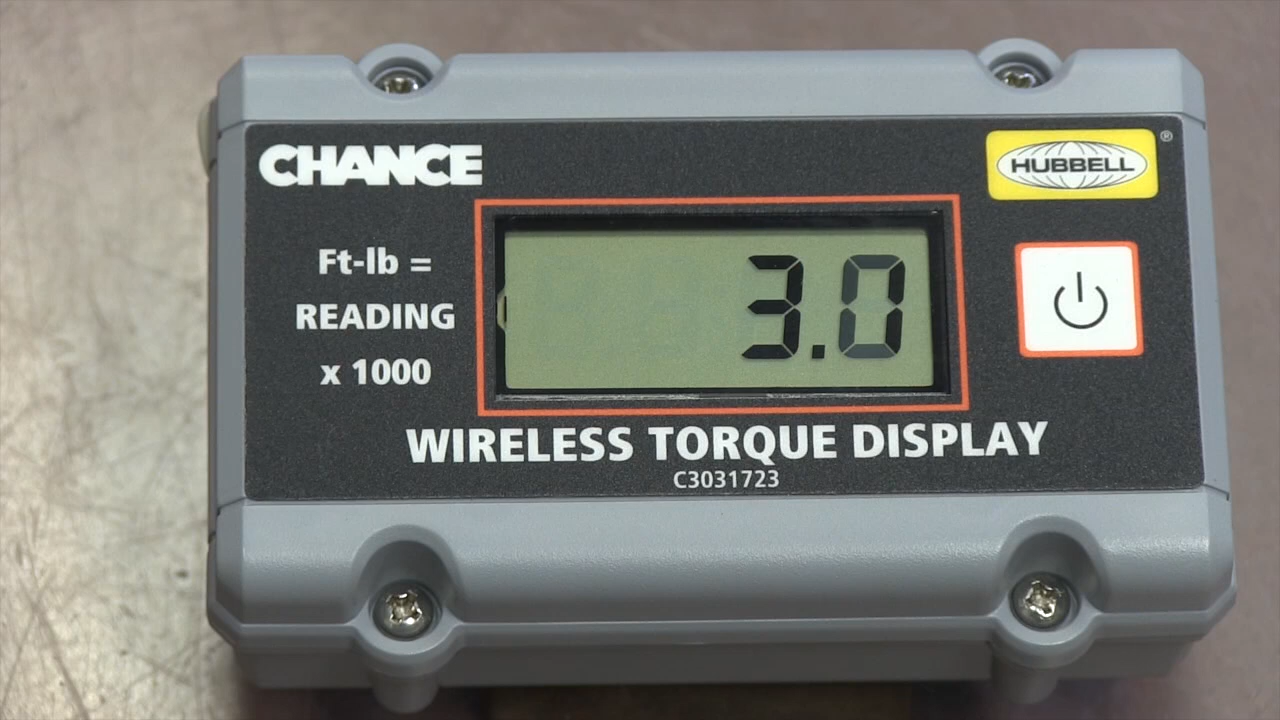 CHANCE
HUBBELL
®
Ft-lb =
READING
x 1000
3.0
WIRELESS TORQUE DISPLAY
C3031723